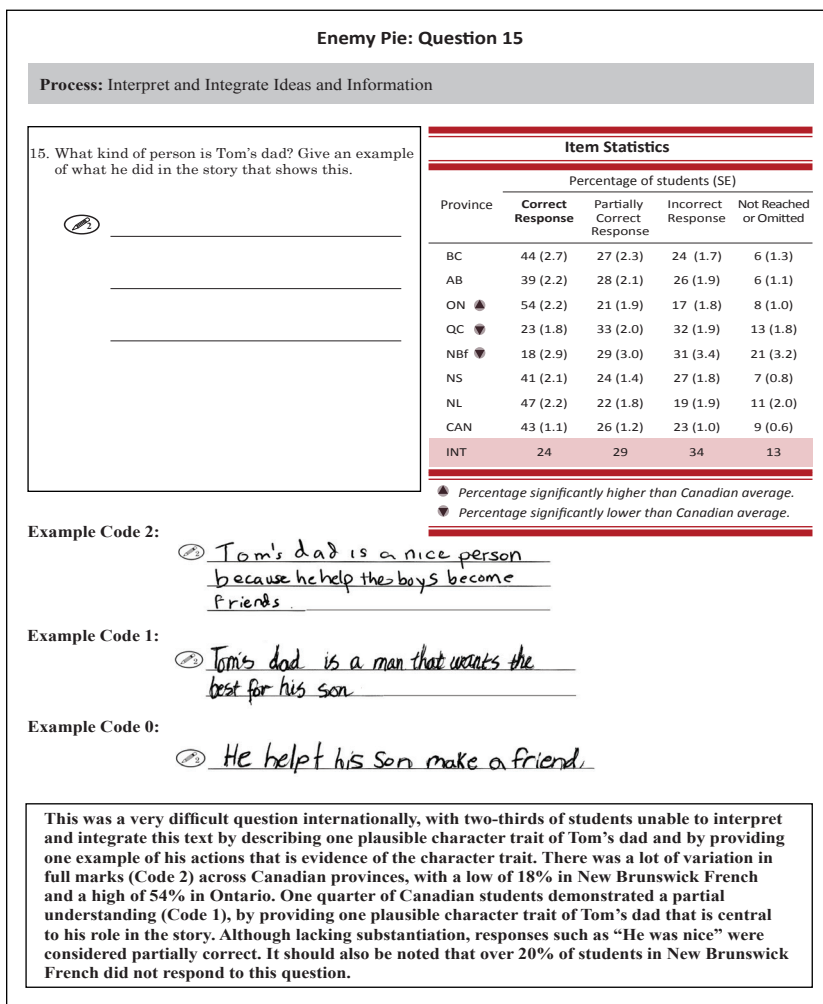 Enemy Pie: Question 15
Process: Interpret and Integrate Ideas and Information
15. What kind of person is Tom's dad? Give an example
of what he did in the story that shows this.
Item Statistics
Percentage of students (SE)
Province Correct Response Partially Correct Response Incorrect Response Not Reached or Omitted
BC 44 (2.7) 27 (2.3) 24 (1.7) 6 (1.3)
AB 39 (2.2) 28 (2.1) 26 (1.9) 6 (1.1)
ON ▲ 54 (2.2) 21 (1.9) 17 (1.8) 8 (1.0)
QC ▼ 23 (1.8) 33 (2.0) 32 (1.9) 13 (1.8)
NBf ▼ 18 (2.9) 29 (3.0) 31 (3.4) 21 (3.2)
NS 41 (2.1) 24 (1.4) 27 (1.8) 7 (0.8)
NL 47 (2.2) 22 (1.8) 19 (1.9) 11 (2.0)
CAN 43 (1.1) 26 (1.2) 23 (1.0) 9 (0.6)
INT 24 29 34 13
▲ Percentage significantly higher than Canadian average.
▼ Percentage significantly lower than Canadian average.
Example Code 2:
Tom's dad is a nice person
because he help the boys become
friends.
Example Code 1:
Tom's dad is a man that wants the
best for his son
Example Code 0:
He helpt his son make a friend.
This was a very difficult question internationally, with two-thirds of students unable to interpret
and integrate this text by describing one plausible character trait of Tom's dad and by providing
one example of his actions that is evidence of the character trait. There was a lot of variation in
full marks (Code 2) across Canadian provinces, with a low of 18% in New Brunswick French
and a high of 54% in Ontario. One quarter of Canadian students demonstrated a partial
understanding (Code 1), by providing one plausible character trait of Tom's dad that is central
to his role in the story. Although lacking substantiation, responses such as "He was nice" were
considered partially correct. It should also be noted that over 20% of students in New Brunswick
French did not respond to this question.